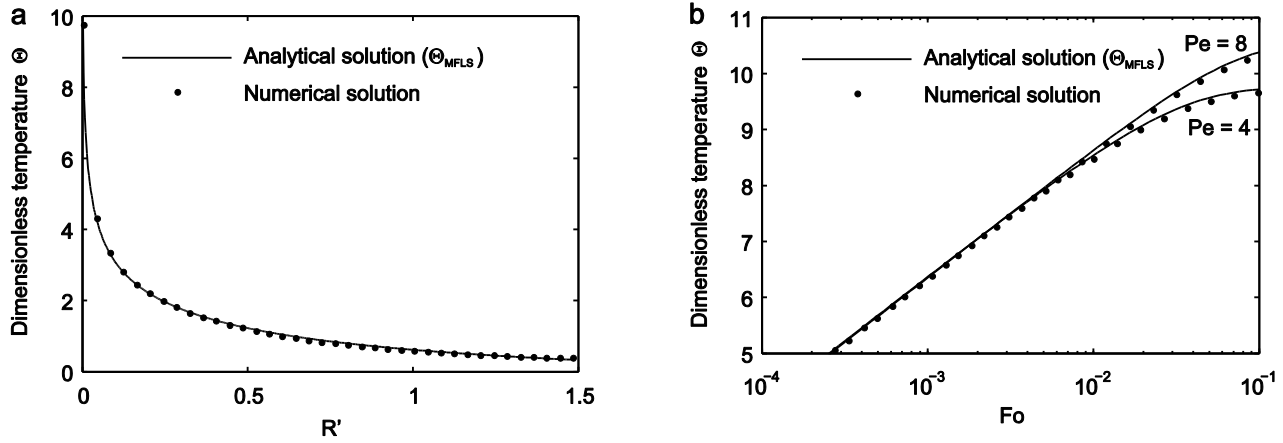 a
10
8
6
4
2
0
0
0.5
1
1.5
Dimensionless temperature Θ
R'
Analytical solution (Θ_MFLS)
Numerical solution
b
11
10
9
8
7
6
5
10⁻⁴
10⁻³
10⁻²
10⁻¹
Dimensionless temperature Θ
Fo
Analytical solution (Θ_MFLS)
Numerical solution
Pe = 8
Pe = 4